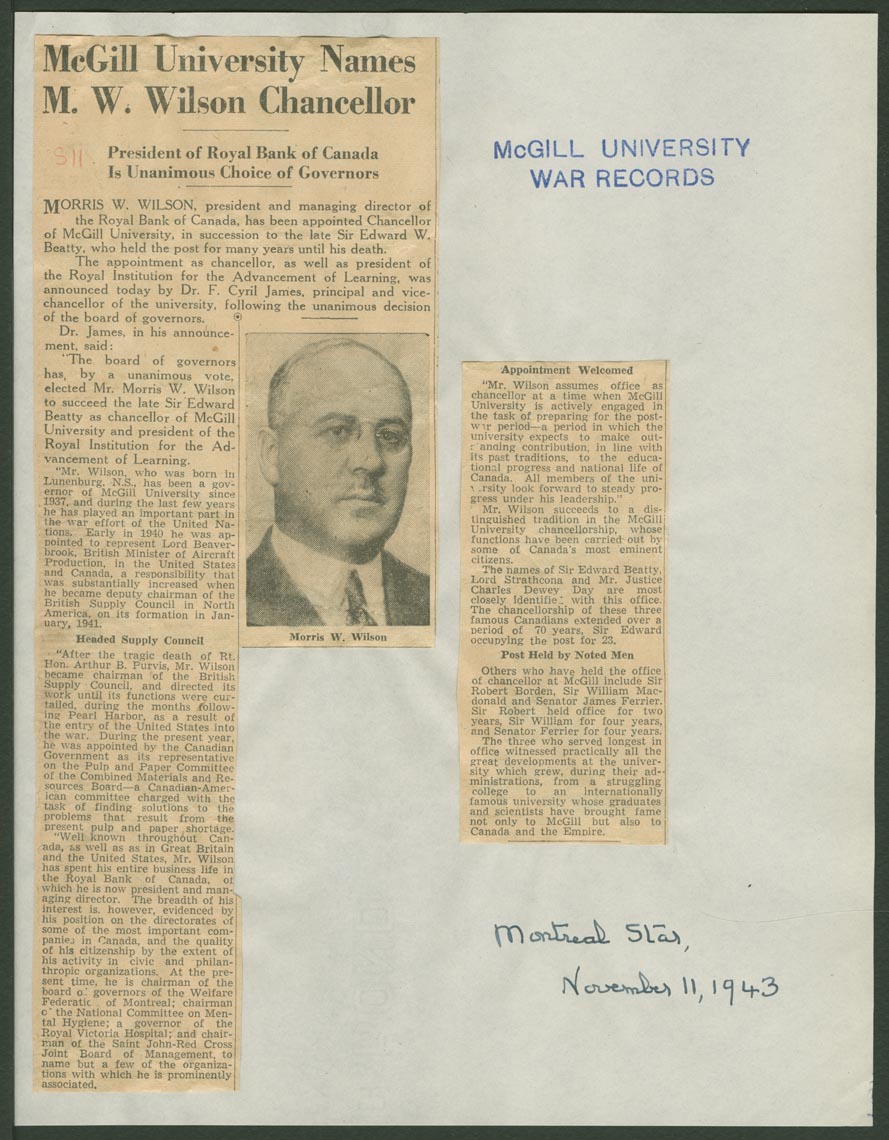 McGill University Names
M. W. Wilson Chancellor
S11
President of Royal Bank of Canada
Is Unanimous Choice of Governors
MORRIS W. WILSON, president and managing director of
the Royal Bank of Canada, has been appointed Chancellor
of McGill University, in succession to the late Sir Edward W.
Beatty, who held the post for many years until his death.
The appointment as chancellor, as well as president of
the Royal Institution for the Advancement of Learning, was
announced today by Dr. F. Cyril James, principal and vice-
chancellor of the university, following the unanimous decision
of the board of governors.
Dr. James, in his announce-
ment, said:
"The board of governors
has, by a unanimous vote,
elected Mr. Morris W. Wilson
to succeed the late Sir Edward
Beatty as chancellor of McGill
University and president of the
Royal Institution for the Ad-
vancement of Learning.
"Mr. Wilson, who was born in
Lunenburg, N.S., has been a gov-
ernor of McGill University since
1937, and during the last few years
he has played an important part in
the war effort of the United Na-
tions. Early in 1940 he was ap-
pointed to represent Lord Beaver-
brook, British Minister of Aircraft
Production, in the United States
and Canada, a responsibility that
was substantially increased when
he became deputy chairman of the
British Supply Council in North
America, on its formation in Jan-
uary, 1941.
Headed Supply Council
"After the tragic death of Rt.
Hon. Arthur B. Purvis, Mr. Wilson
became chairman of the British
Supply Council, and directed its
work until its functions were cur-
tailed, during the months follow-
ing Pearl Harbor, as a result of
the entry of the United States into
the war. During the present year,
he was appointed by the Canadian
Government as its representative
on the Pulp and Paper Committee
of the Combined Materials and Re-
sources Board—a Canadian-Amer-
ican committee charged with the
task of finding solutions to the
problems that result from the
present pulp and paper shortage.
"Well known throughout Can-
ada, as well as as in Great Britain
and the United States, Mr. Wilson
has spent his entire business life in
the Royal Bank of Canada, of
which he is now president and man-
aging director. The breadth of his
interest is, however, evidenced by
his position on the directorates of
some of the most important com-
panies in Canada, and the quality
of his citizenship by the extent of
his activity in civic and philan-
thropic organizations. At the pre-
sent time, he is chairman of the
board of governors of the Welfare
of Montreal; chairman
of the National Committee on Men-
tal Hygiene; a governor of the
Royal Victoria Hospital; and chair-
man of the Saint John-Red Cross
Joint Board of Management, to
name but a few of the organiza-
tions with which he is prominently
associated.
Morris W. Wilson
McGILL UNIVERSITY
WAR RECORDS
Appointment Welcomed
"Mr. Wilson assumes office as
chancellor at a time when McGill
University is actively engaged in
the task of preparing for the post-
war period—a period in which the
university expects to make out-
standing contribution, in line with
its past traditions, to the educa-
tional progress and national life of
Canada. All members of the uni-
versity look forward to steady pro-
gress under his leadership."
Mr. Wilson succeeds to a dis-
tinguished tradition in the McGill
University chancellorship, whose
functions have been carried out by
some of Canada's most eminent
citizens.
The names of Sir Edward Beatty,
Lord Strathcona and Mr. Justice
Charles Dewey Day are most
closely identified with this office.
The chancellorship of these three
famous Canadians extended over a
period of 70 years, Sir Edward
occupying the post for 23.
Post Held by Noted Men
Others who have held the office
of chancellor at McGill include Sir
Robert Borden, Sir William Mac-
donald and Senator James Ferrier.
Sir Robert held office for two
years, Sir William for four years,
and Senator Ferrier for four years.
The three who served longest in
office witnessed practically all the
great developments at the univer-
sity which grew, during their ad-
ministrations, from a struggling
college to an internationally
famous university whose graduates
and scientists have brought fame
not only to McGill but also to
Canada and the Empire.
Montreal Star,
November 11, 1943